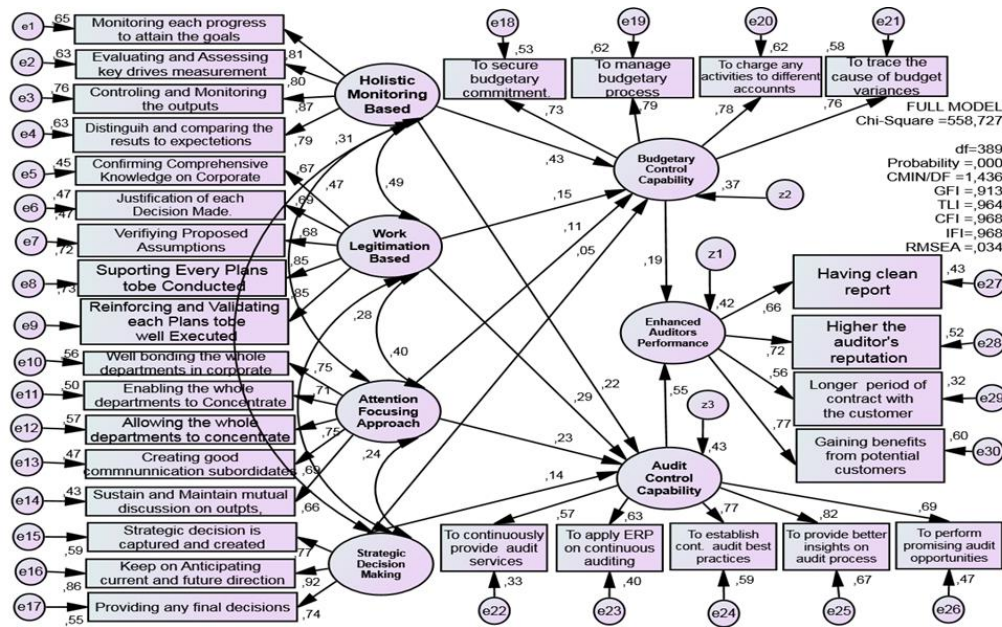 e1
,65
Monitoring each progress
to attain the goals
e2
,63
Evaluating and Assessing
key drives measurement
e3
,76
Controling and Monitoring
the outputs
e4
,63
Distinguih and comparing the
resuts to expectetions
e5
,45
Confirming Comprehensive
Knowledge on Corporate
e6
,47
Justification of each
Decision Made.
e7
,47
Verifiying Proposed
Assumptions
e8
,72
Suporting Every Plans
tobe Conducted
e9
,73
Reinforcing and Validating
each Plans tobe
well Executed
e10
,56
Well bonding the whole
departments in corporate
e11
,50
Enabling the whole
departments to Concentrate
e12
,57
Allowing the whole
departments to concentrate
e13
,47
Creating good
commnunication subordidates
e14
,43
Sustain and Maintain mutual
discussion on outpts,
e15
,59
Strategic decision is
captured and created
e16
,86
Keep on Anticipating
current and future direction
e17
,55
Providing any final decisions
,81
,80
,87
,79
Holistic
Monitoring
Based
,67
,69
,68
,85
,85
Work
Legitimation
Based
,75
,71
,75
,69
,66
Attention
Focusing
Approach
,77
,92
,74
Strategic
Decision
Making
,31
,47
,49
,28
,40
,24
,43
,15
,11
,05
,22
,29
,23
,14
e18
,53
To secure
budgetary
commitment.
e19
,62
To manage
budgetary
process
e20
,62
To charge any
activities to different
accounnts
e21
,58
To trace the
cause of budget
variances
,73
,79
,78
,76
Budgetary
Control
Capability
,37
z2
FULL MODEL
Chi-Square =558,727
df=389
Probability =,000
CMIN/DF =1,436
GFI =,913
TLI =,964
CFI =,968
IFI=,968
RMSEA =,034
,19
z1
,42
Enhanced
Auditors
Performance
,55
,66
,72
,56
,77
Having clean
report
,43
e27
Higher the
auditor's
reputation
,52
e28
Longer period of
contract with
the customer
,32
e29
Gaining benefits
from potential
customers
,60
e30
z3
,43
Audit
Control
Capability
,57
,63
,77
,82
,69
To continuously
provide audit
services
,33
e22
To apply ERP
on continuous
auditing
,40
e23
To establish
cont. audit best
practices
,59
e24
To provide better
insights on
audit process
,67
e25
To perform
promising audit
opportunities
,47
e26